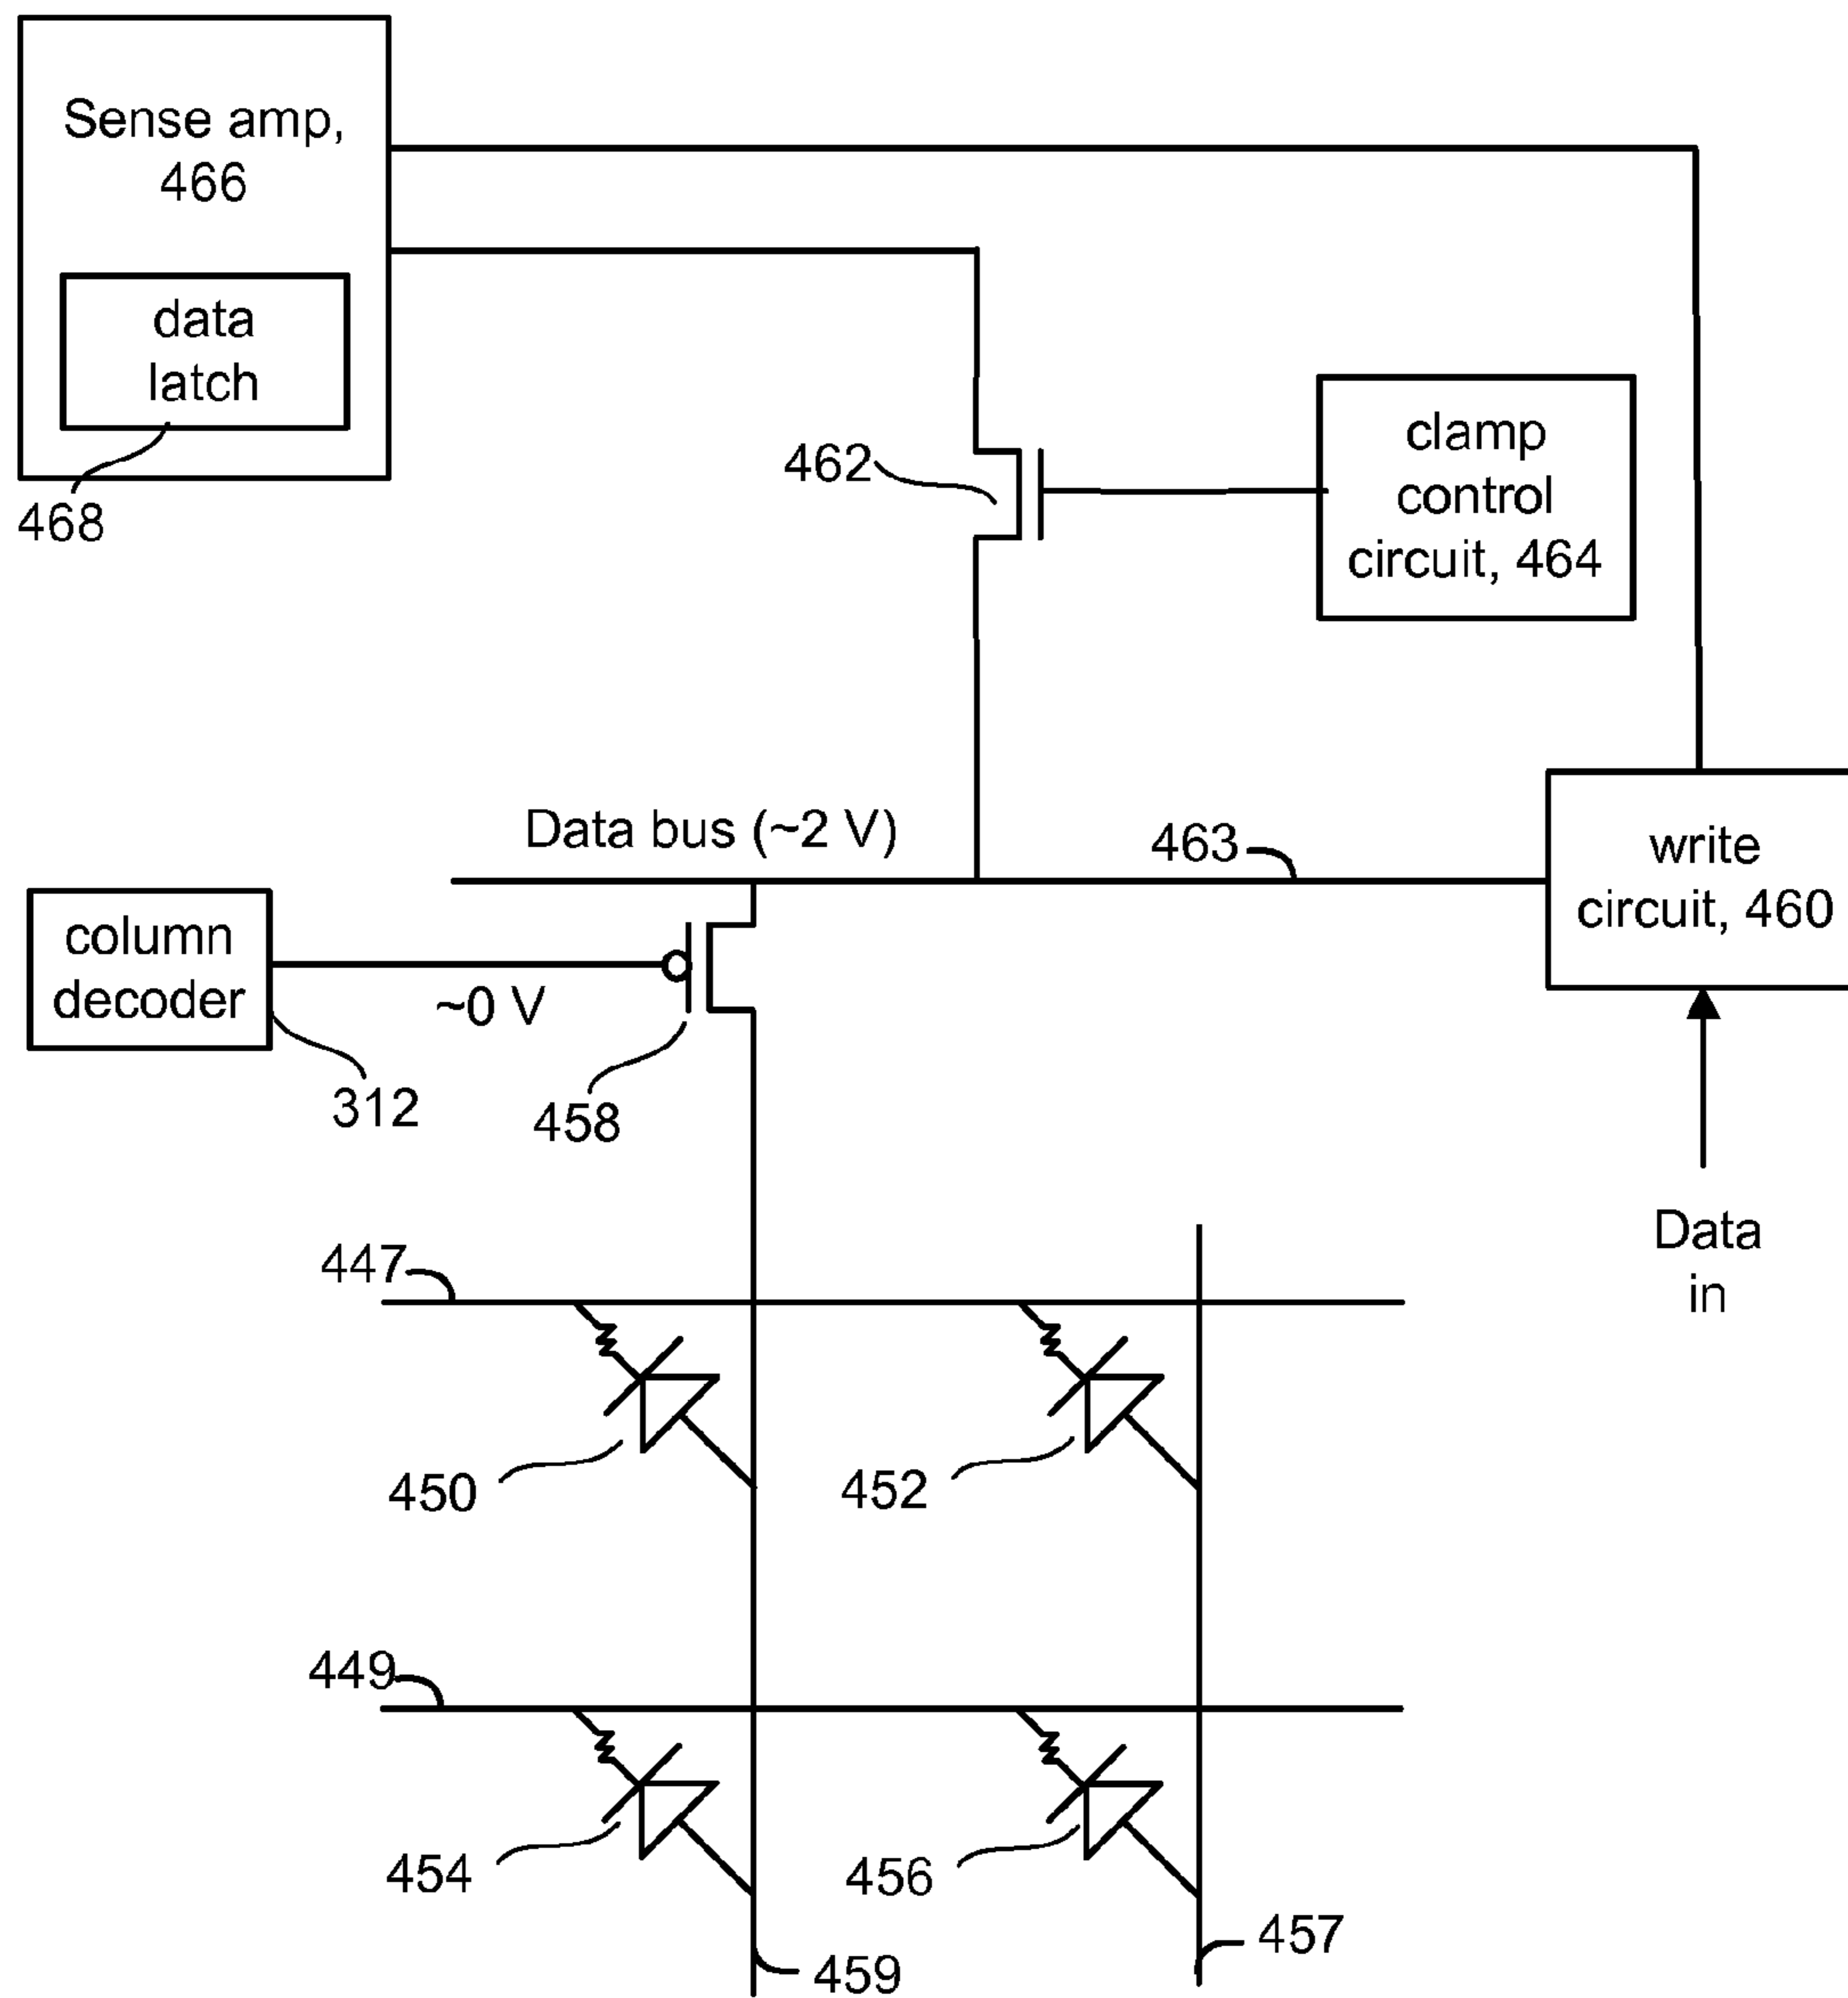 Sense amp,
466
data
latch
468
462
clamp
control
circuit, 464
Data bus (~2 V)
463
write
circuit, 460
column
decoder
~0 V
312
458
Data
in
447
450
452
449
454
456
457
459